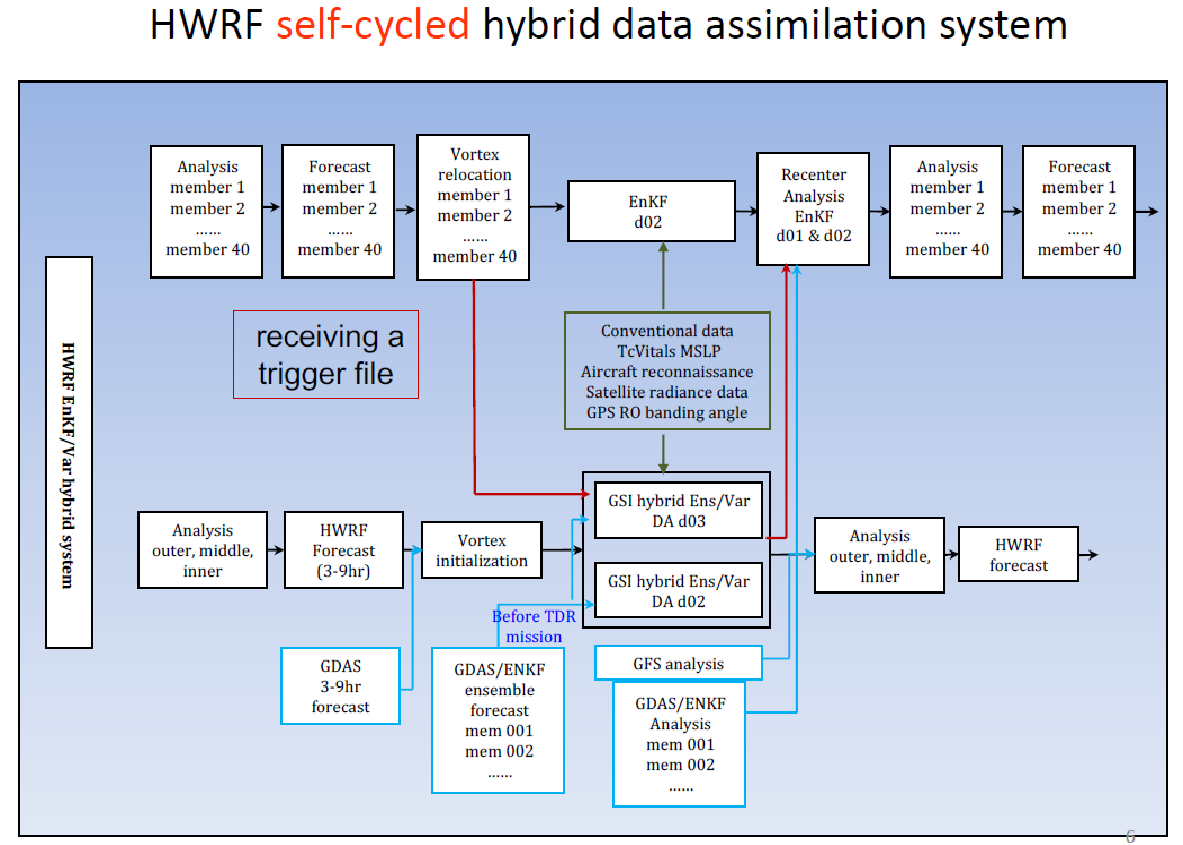 HWRF self-cycled hybrid data assimilation system
Analysis
member 1
member 2
......
member 40
Forecast
member 1
member 2
......
member 40
Vortex
relocation
member 1
member 2
......
member 40
EnKF
d02
Recenter
Analysis
EnKF
d01 & d02
Analysis
member 1
member 2
......
member 40
Forecast
member 1
member 2
......
member 40
HWRF EnKF/Var hybrid system
receiving a
trigger file
Conventional data
TcVitals MSLP
Aircraft reconnaissance
Satellite radiance data
GPS RO banding angle
Analysis
outer, middle,
inner
HWRF
Forecast
(3-9hr)
Vortex
initialization
GSI hybrid Ens/Var
DA d03
GSI hybrid Ens/Var
DA d02
Analysis
outer, middle,
inner
HWRF
forecast
Before TDR
mission
GDAS
3-9hr
forecast
GDAS/ENKF
ensemble
forecast
mem 001
mem 002
......
GFS analysis
GDAS/ENKF
Analysis
mem 001
mem 002
......
6